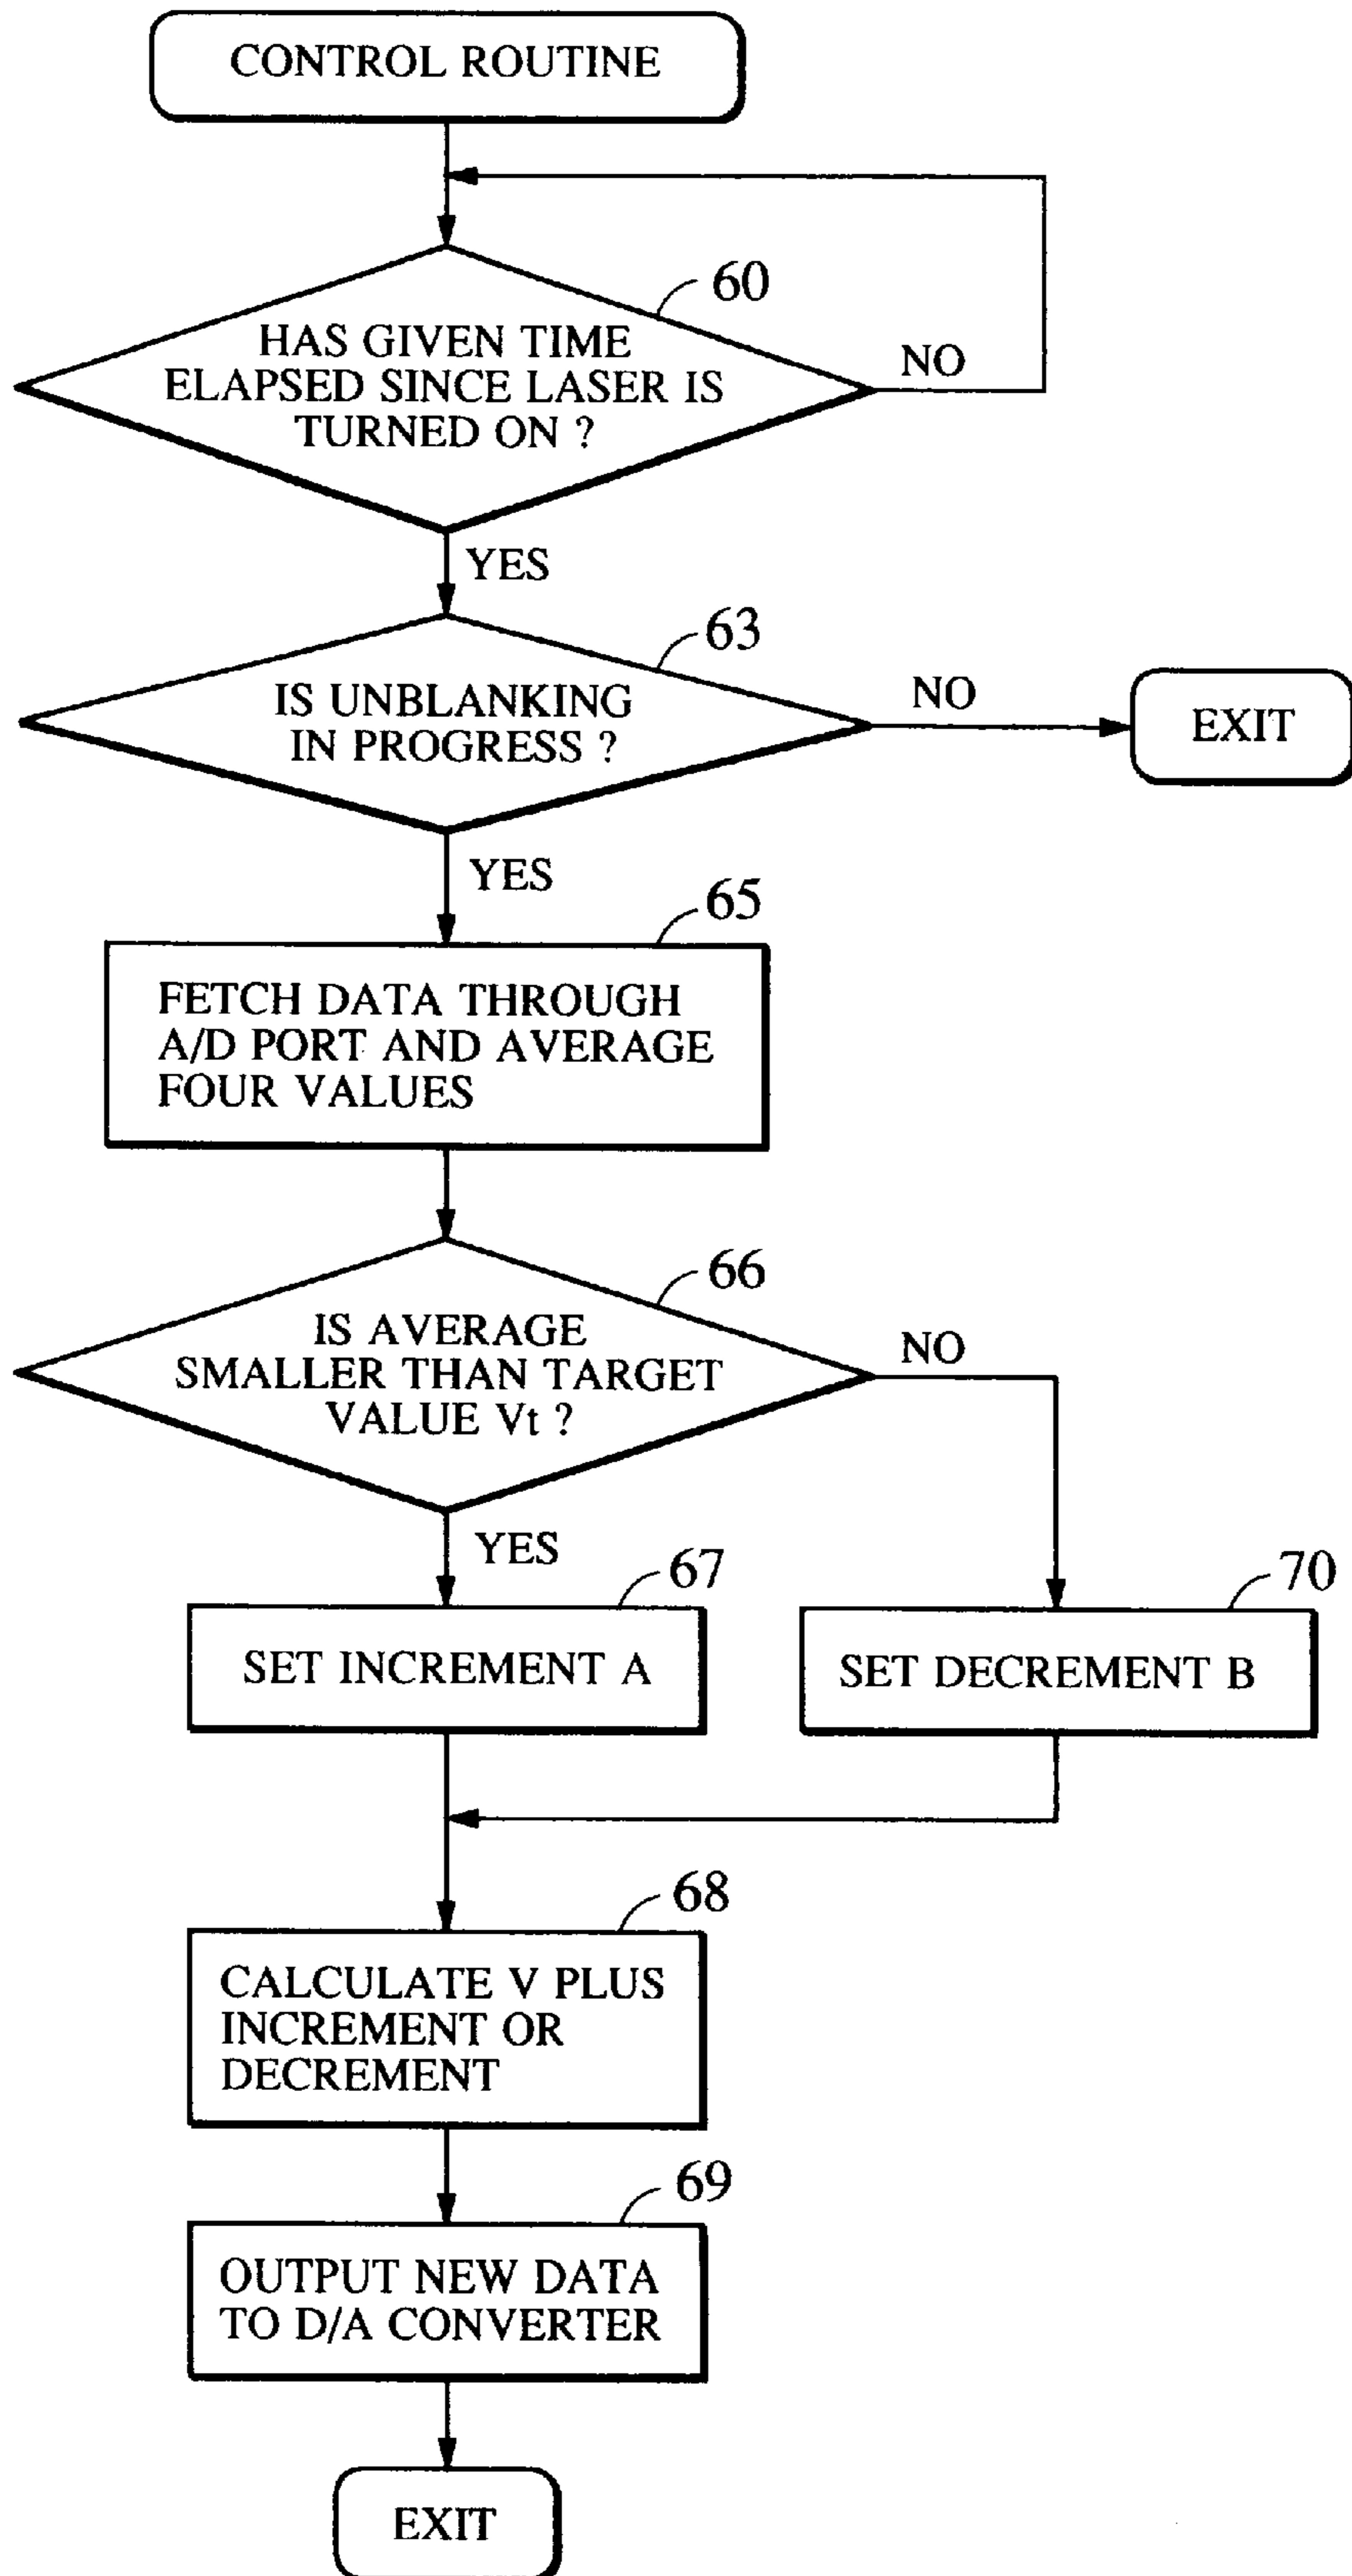 CONTROL ROUTINE
60
HAS GIVEN TIME
ELAPSED SINCE LASER IS
TURNED ON ?
NO
YES
63
IS UNBLANKING
IN PROGRESS ?
NO
EXIT
YES
65
FETCH DATA THROUGH
A/D PORT AND AVERAGE
FOUR VALUES
66
IS AVERAGE
SMALLER THAN TARGET
VALUE Vt ?
NO
YES
67
SET INCREMENT A
70
SET DECREMENT B
68
CALCULATE V PLUS
INCREMENT OR
DECREMENT
69
OUTPUT NEW DATA
TO D/A CONVERTER
EXIT